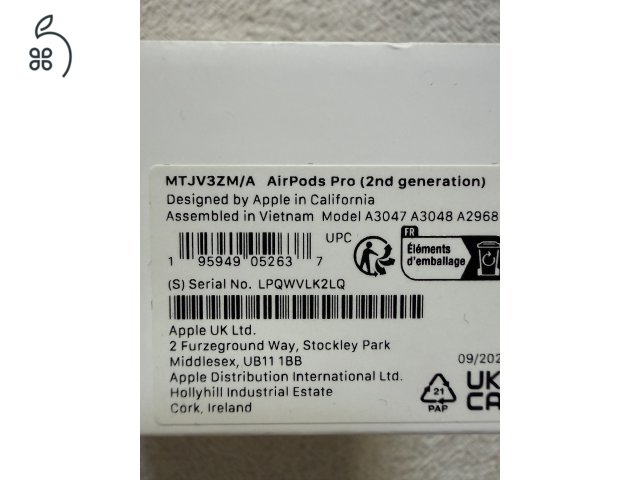 MTJV3ZM/A AirPods Pro (2nd generation)
Designed by Apple in California
Assembled in Vietnam Model A3047 A3048 A2968
UPC
1 95949 05263 7
FR
Éléments
d'emballage
(S) Serial No. LPQWVLK2LQ
Apple UK Ltd.
2 Furzeground Way, Stockley Park
Middlesex, UB11 1BB
Apple Distribution International Ltd.
Hollyhill Industrial Estate
Cork, Ireland
09/202
21
PAP
UK
CA